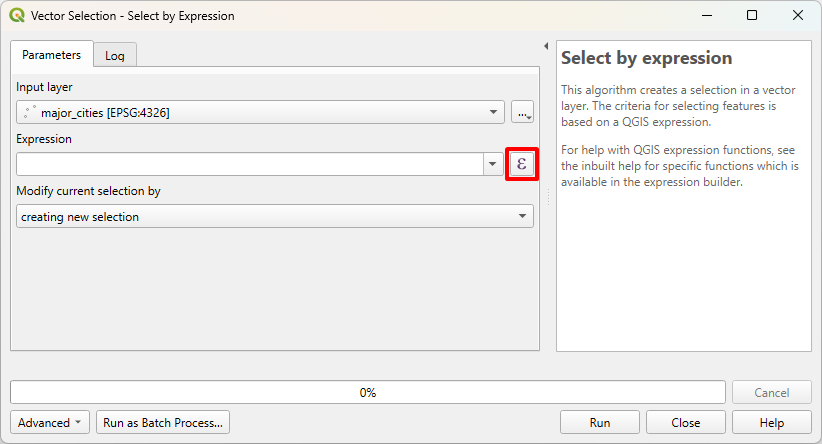 Vector Selection - Select by Expression
Parameters
Log
Input layer
major_cities [EPSG:4326]
...
Expression
ε
Modify current selection by
creating new selection
Select by expression
This algorithm creates a selection in a vector
layer. The criteria for selecting features is
based on a QGIS expression.
For help with QGIS expression functions, see
the inbuilt help for specific functions which is
available in the expression builder.
0%
Cancel
Advanced
Run as Batch Process...
Run
Close
Help